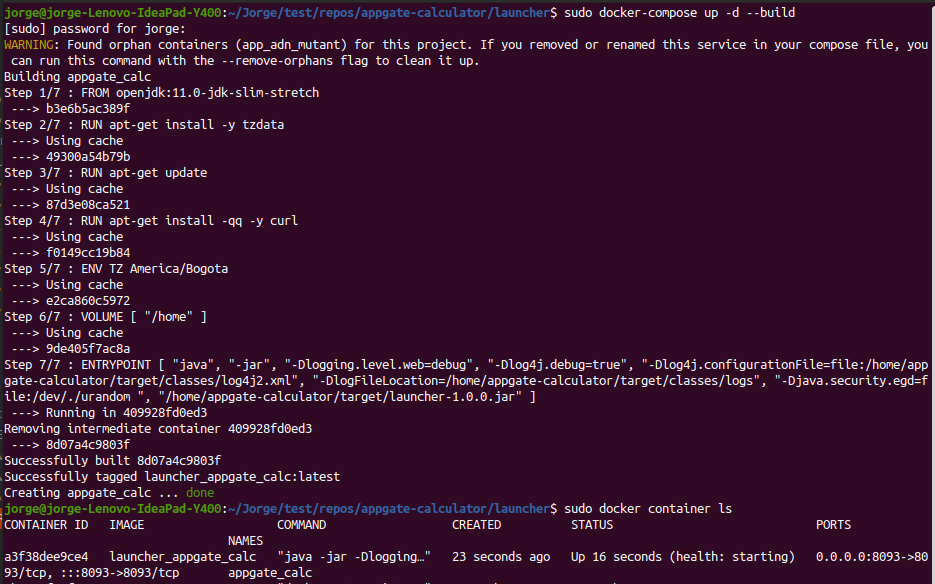 jorge@jorge-Lenovo-IdeaPad-Y400:~/Jorge/test/repos/appgate-calculator/launcher$ sudo docker-compose up -d --build
[sudo] password for jorge:
WARNING: Found orphan containers (app_adn_mutant) for this project. If you removed or renamed this service in your compose file, you
 can run this command with the --remove-orphans flag to clean it up.
Building appgate_calc
Step 1/7 : FROM openjdk:11.0-jdk-slim-stretch
 ---> b3e6b5ac389f
Step 2/7 : RUN apt-get install -y tzdata
 ---> Using cache
 ---> 49300a54b79b
Step 3/7 : RUN apt-get update
 ---> Using cache
 ---> 87d3e08ca521
Step 4/7 : RUN apt-get install -qq -y curl
 ---> Using cache
 ---> f0149cc19b84
Step 5/7 : ENV TZ America/Bogota
 ---> Using cache
 ---> e2ca860c5972
Step 6/7 : VOLUME [ "/home" ]
 ---> Using cache
 ---> 9de405f7ac8a
Step 7/7 : ENTRYPOINT [ "java", "-jar", "-Dlogging.level.web=debug", "-Dlog4j.debug=true", "-Dlog4j.configurationFile=file:/home/app
gate-calculator/target/classes/log4j2.xml", "-DlogFileLocation=/home/appgate-calculator/target/classes/logs", "-Djava.security.egd=f
ile:/dev/./urandom ", "/home/appgate-calculator/target/launcher-1.0.0.jar" ]
 ---> Running in 409928fd0ed3
Removing intermediate container 409928fd0ed3
 ---> 8d07a4c9803f
Successfully built 8d07a4c9803f
Successfully tagged launcher_appgate_calc:latest
Creating appgate_calc ... done
jorge@jorge-Lenovo-IdeaPad-Y400:~/Jorge/test/repos/appgate-calculator/launcher$ sudo docker container ls
CONTAINER ID   IMAGE                   COMMAND                  CREATED          STATUS                             PORTS
                                NAMES
a3f38dee9ce4   launcher_appgate_calc   "java -jar -Dlogging…"   23 seconds ago   Up 16 seconds (health: starting)   0.0.0.0:8093->80
93/tcp, :::8093->8093/tcp       appgate_calc